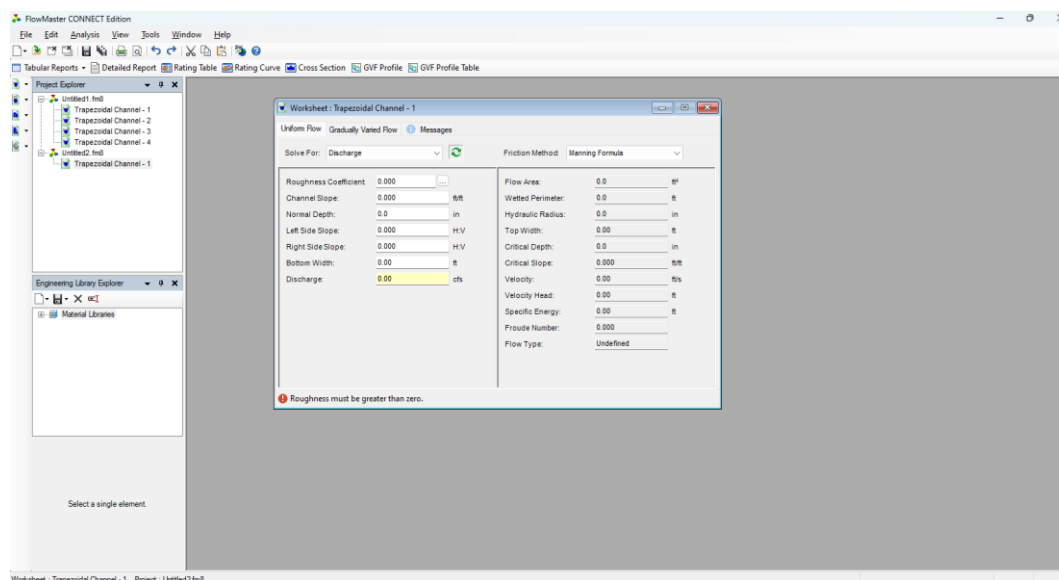 FlowMaster CONNECT Edition
File Edit Analysis View Tools Window Help
Tabular Reports Detailed Report Rating Table Rating Curve Cross Section GVF Profile GVF Profile Table
Project Explorer
Untitled1.fm8
Trapezoidal Channel - 1
Trapezoidal Channel - 2
Trapezoidal Channel - 3
Trapezoidal Channel - 4
Untitled2.fm8
Trapezoidal Channel - 1
Engineering Library Explorer
Material Libraries
Select a single element.
Worksheet : Trapezoidal Channel - 1
Uniform Flow Gradually Varied Flow Messages
Solve For: Discharge Friction Method: Manning Formula
Roughness Coefficient: 0.000 ...
Channel Slope: 0.000 ft/ft
Normal Depth: 0.0 in
Left Side Slope: 0.000 H:V
Right Side Slope: 0.000 H:V
Bottom Width: 0.00 ft
Discharge: 0.00 cfs
Flow Area: 0.0 ft²
Wetted Perimeter: 0.0 ft
Hydraulic Radius: 0.0 in
Top Width: 0.00 ft
Critical Depth: 0.0 in
Critical Slope: 0.000 ft/ft
Velocity: 0.00 ft/s
Velocity Head: 0.00 ft
Specific Energy: 0.00 ft
Froude Number: 0.000
Flow Type: Undefined
Roughness must be greater than zero.
Worksheet : Trapezoidal Channel - 1 Project : Untitled2.fm8